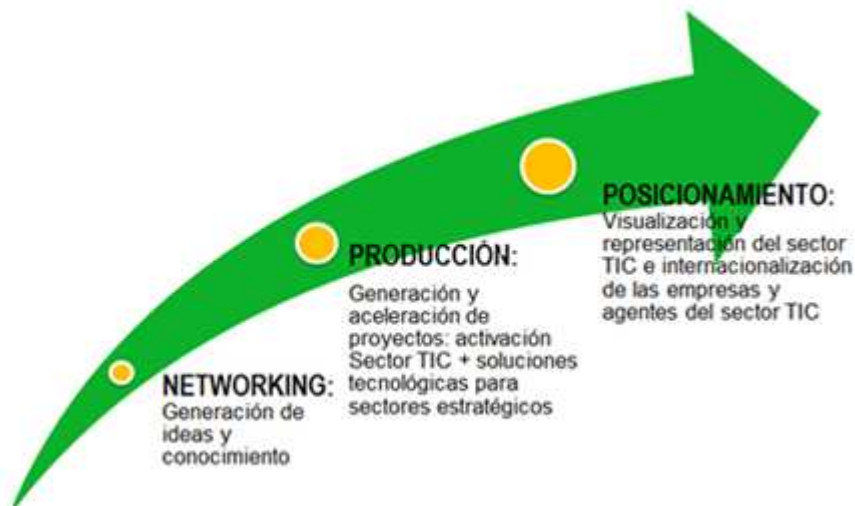 NETWORKING:
Generación de
ideas y
conocimiento
PRODUCCIÓN:
Generación y
aceleración de
proyectos: activación
Sector TIC + soluciones
tecnológicas para
sectores estratégicos
POSICIONAMIENTO:
Visualización y
representación del sector
TIC e internacionalización
de las empresas y
agentes del sector TIC